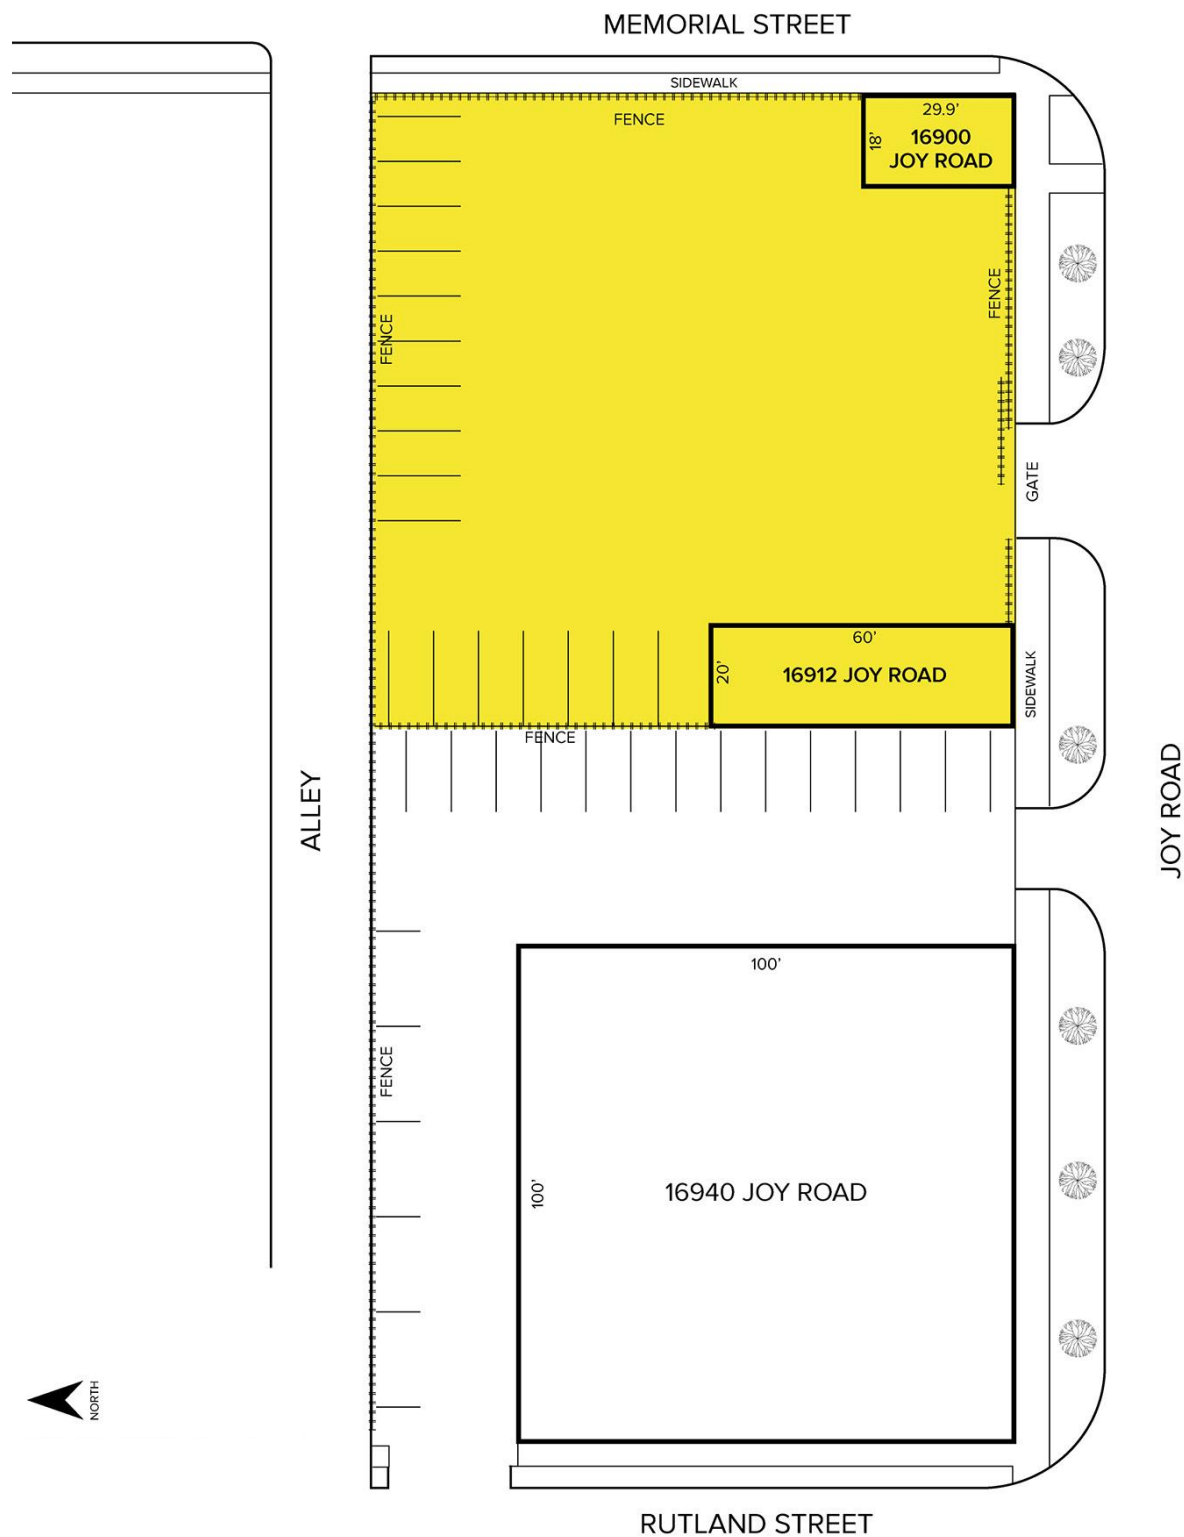 MEMORIAL STREET
SIDEWALK
FENCE
29.9'
18'
16900
JOY ROAD
FENCE
FENCE
GATE
60'
20'
16912 JOY ROAD
SIDEWALK
FENCE
ALLEY
JOY ROAD
100'
FENCE
100'
16940 JOY ROAD
NORTH
RUTLAND STREET